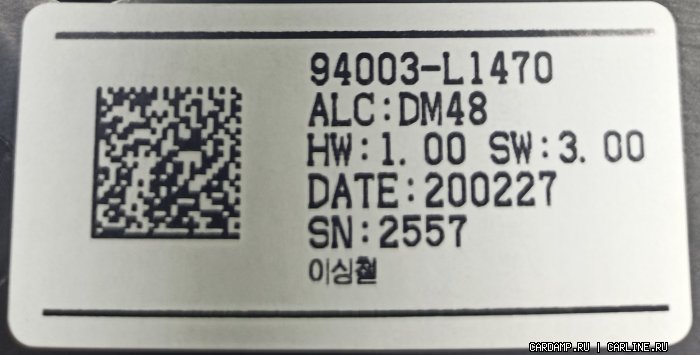 94003-L1470
ALC:DM48
HW:1. 00 SW:3. 00
DATE:200227
SN:2557
이싱철
CARDAMP.RU | CARLINE.RU